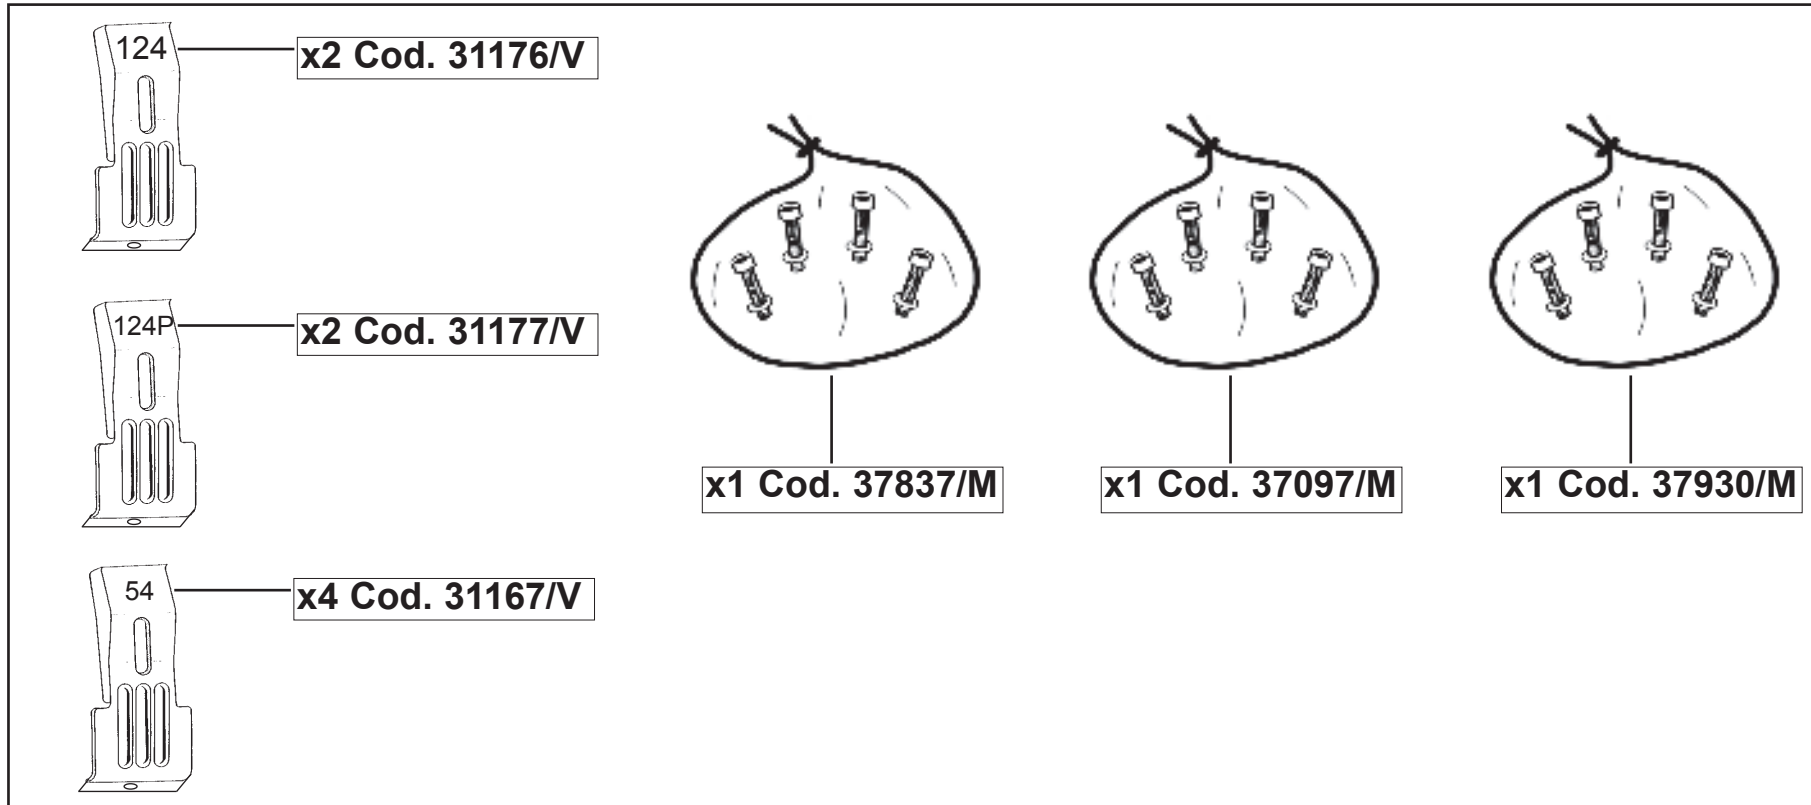 124
x2 Cod. 31176/V
124P
x2 Cod. 31177/V
54
x4 Cod. 31167/V
x1 Cod. 37837/M
x1 Cod. 37097/M
x1 Cod. 37930/M